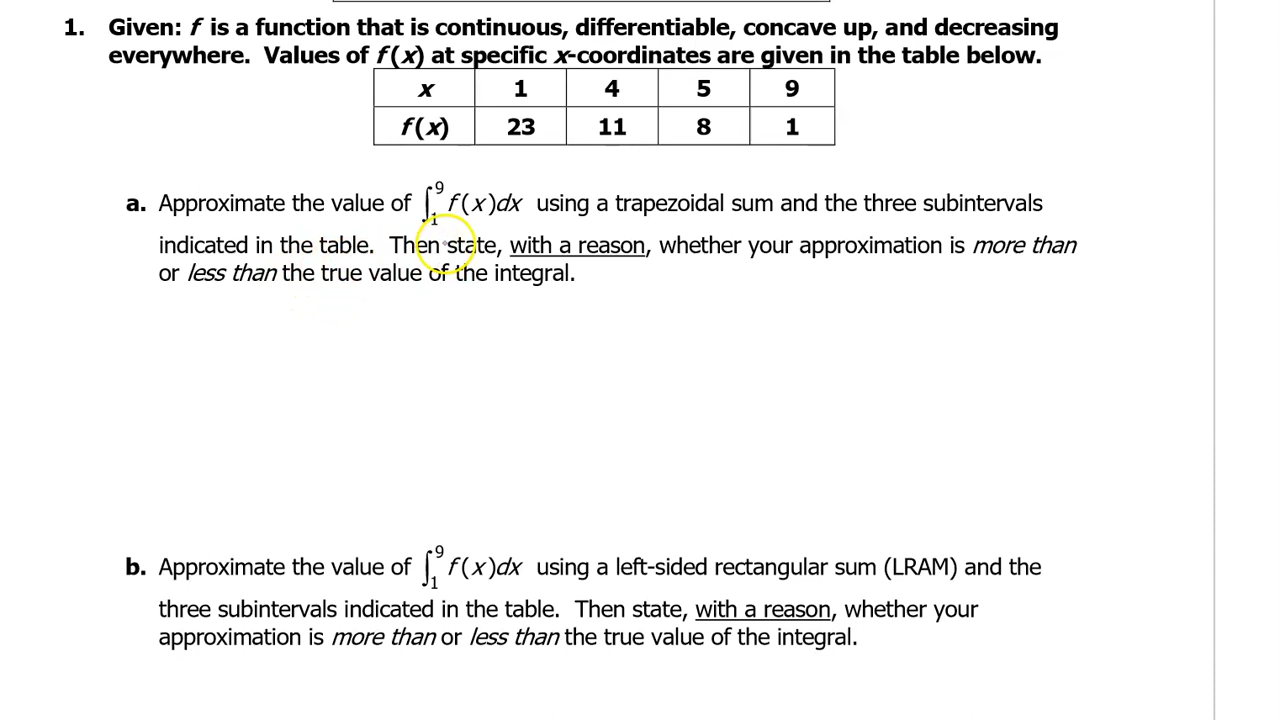 1. Given: f is a function that is continuous, differentiable, concave up, and decreasing
everywhere. Values of f(x) at specific x-coordinates are given in the table below.
x 1 4 5 9
f(x) 23 11 8 1
a. Approximate the value of ∫₁⁹ f(x)dx using a trapezoidal sum and the three subintervals
indicated in the table. Then state, with a reason, whether your approximation is more than
or less than the true value of the integral.
b. Approximate the value of ∫₁⁹ f(x)dx using a left-sided rectangular sum (LRAM) and the
three subintervals indicated in the table. Then state, with a reason, whether your
approximation is more than or less than the true value of the integral.